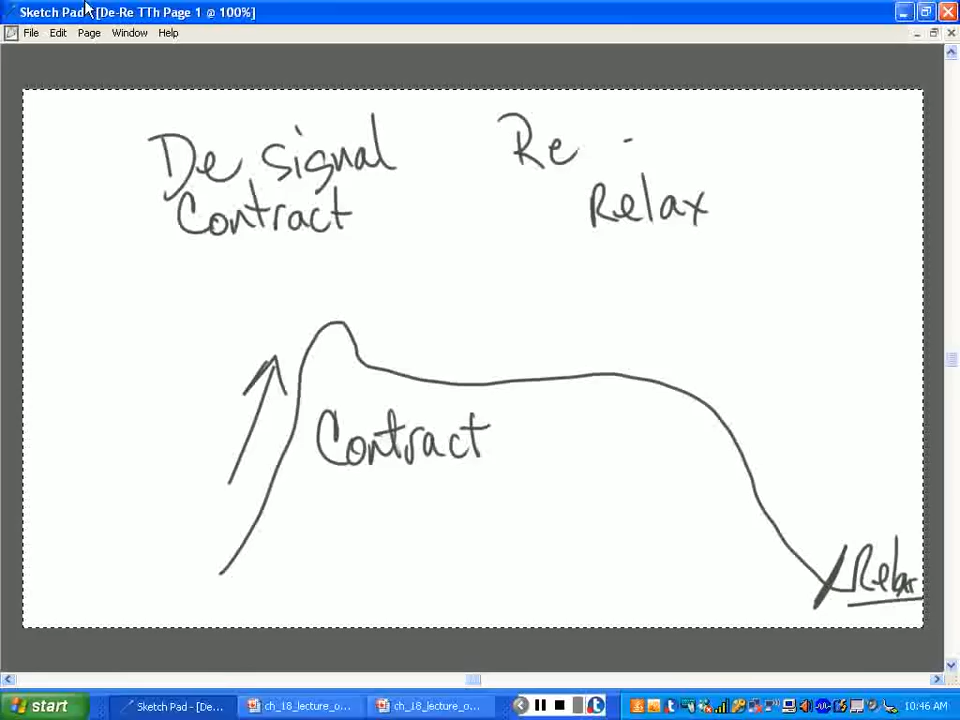 Sketch Pad - [De-Re TTh Page 1 @ 100%]
File Edit Page Window Help
De signal Re -
Contract Relax
Contract
Relax
start Sketch Pad - [De... ch_18_lecture_o... ch_18_lecture_o... 10:46 AM